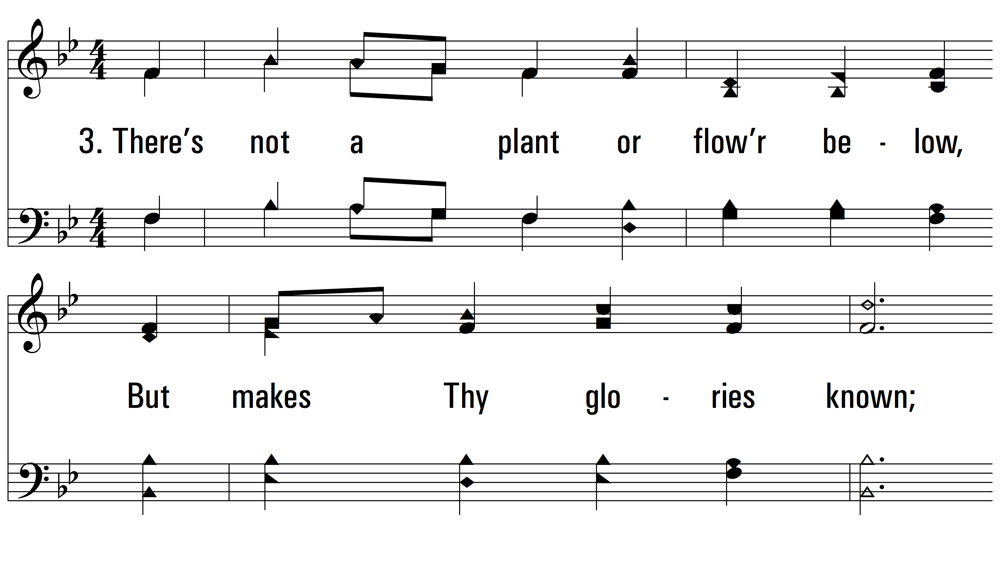 3. There’s not a plant or flow’r be - low,
But makes Thy glo - ries known;